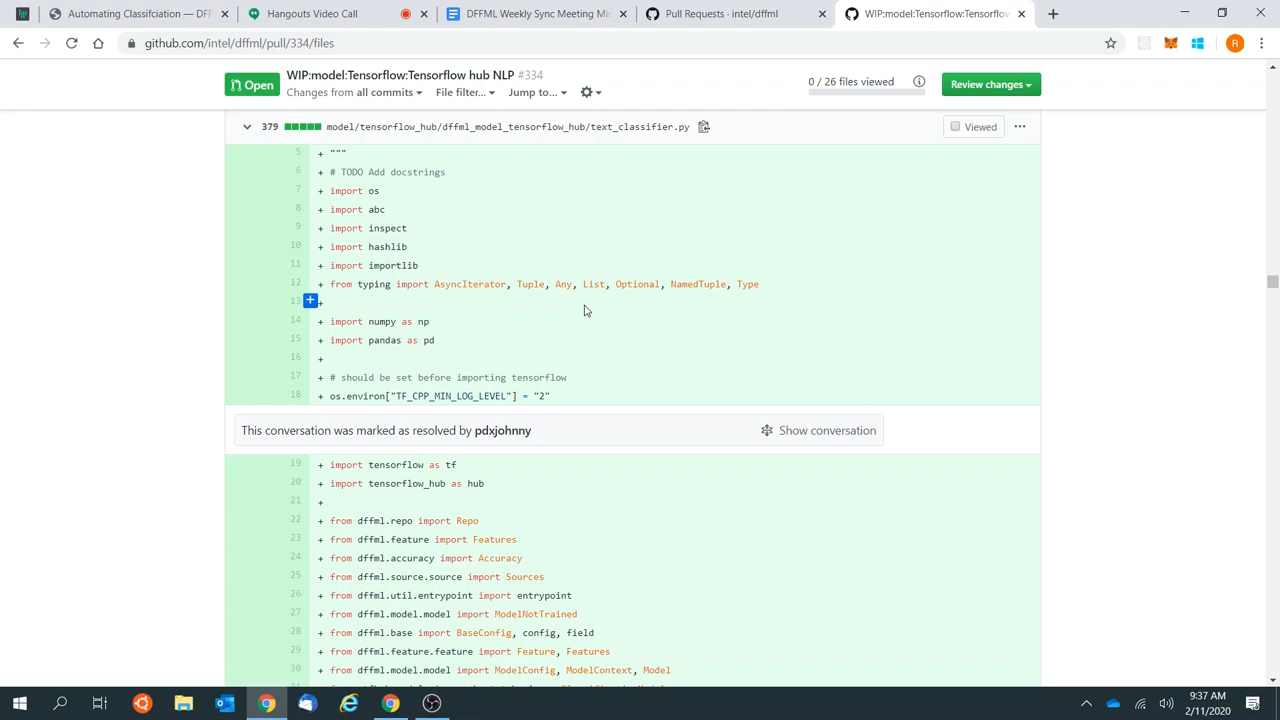 Automating Classifciation — DFF
Hangouts Video Call
DFFML Weekly Sync Meeting Mi
Pull Requests · intel/dffml
WIP:model:Tensorflow:Tensorflow
github.com/intel/dffml/pull/334/files
R
Open
WIP:model:Tensorflow:Tensorflow hub NLP #334
Changes from all commits
File filter...
Jump to...
0 / 26 files viewed
Review changes
379
model/tensorflow_hub/dffml_model_tensorflow_hub/text_classifier.py
Viewed
5 + """
6 + # TODO Add docstrings
7 + import os
8 + import abc
9 + import inspect
10 + import hashlib
11 + import importlib
12 + from typing import AsyncIterator, Tuple, Any, List, Optional, NamedTuple, Type
13 +
14 + import numpy as np
15 + import pandas as pd
16 +
17 + # should be set before importing tensorflow
18 + os.environ["TF_CPP_MIN_LOG_LEVEL"] = "2"
This conversation was marked as resolved by pdxjohnny
Show conversation
19 + import tensorflow as tf
20 + import tensorflow_hub as hub
21 +
22 + from dffml.repo import Repo
23 + from dffml.feature import Features
24 + from dffml.accuracy import Accuracy
25 + from dffml.source.source import Sources
26 + from dffml.util.entrypoint import entrypoint
27 + from dffml.model.model import ModelNotTrained
28 + from dffml.base import BaseConfig, config, field
29 + from dffml.feature.feature import Feature, Features
30 + from dffml.model.model import ModelConfig, ModelContext, Model
9:37 AM
2/11/2020